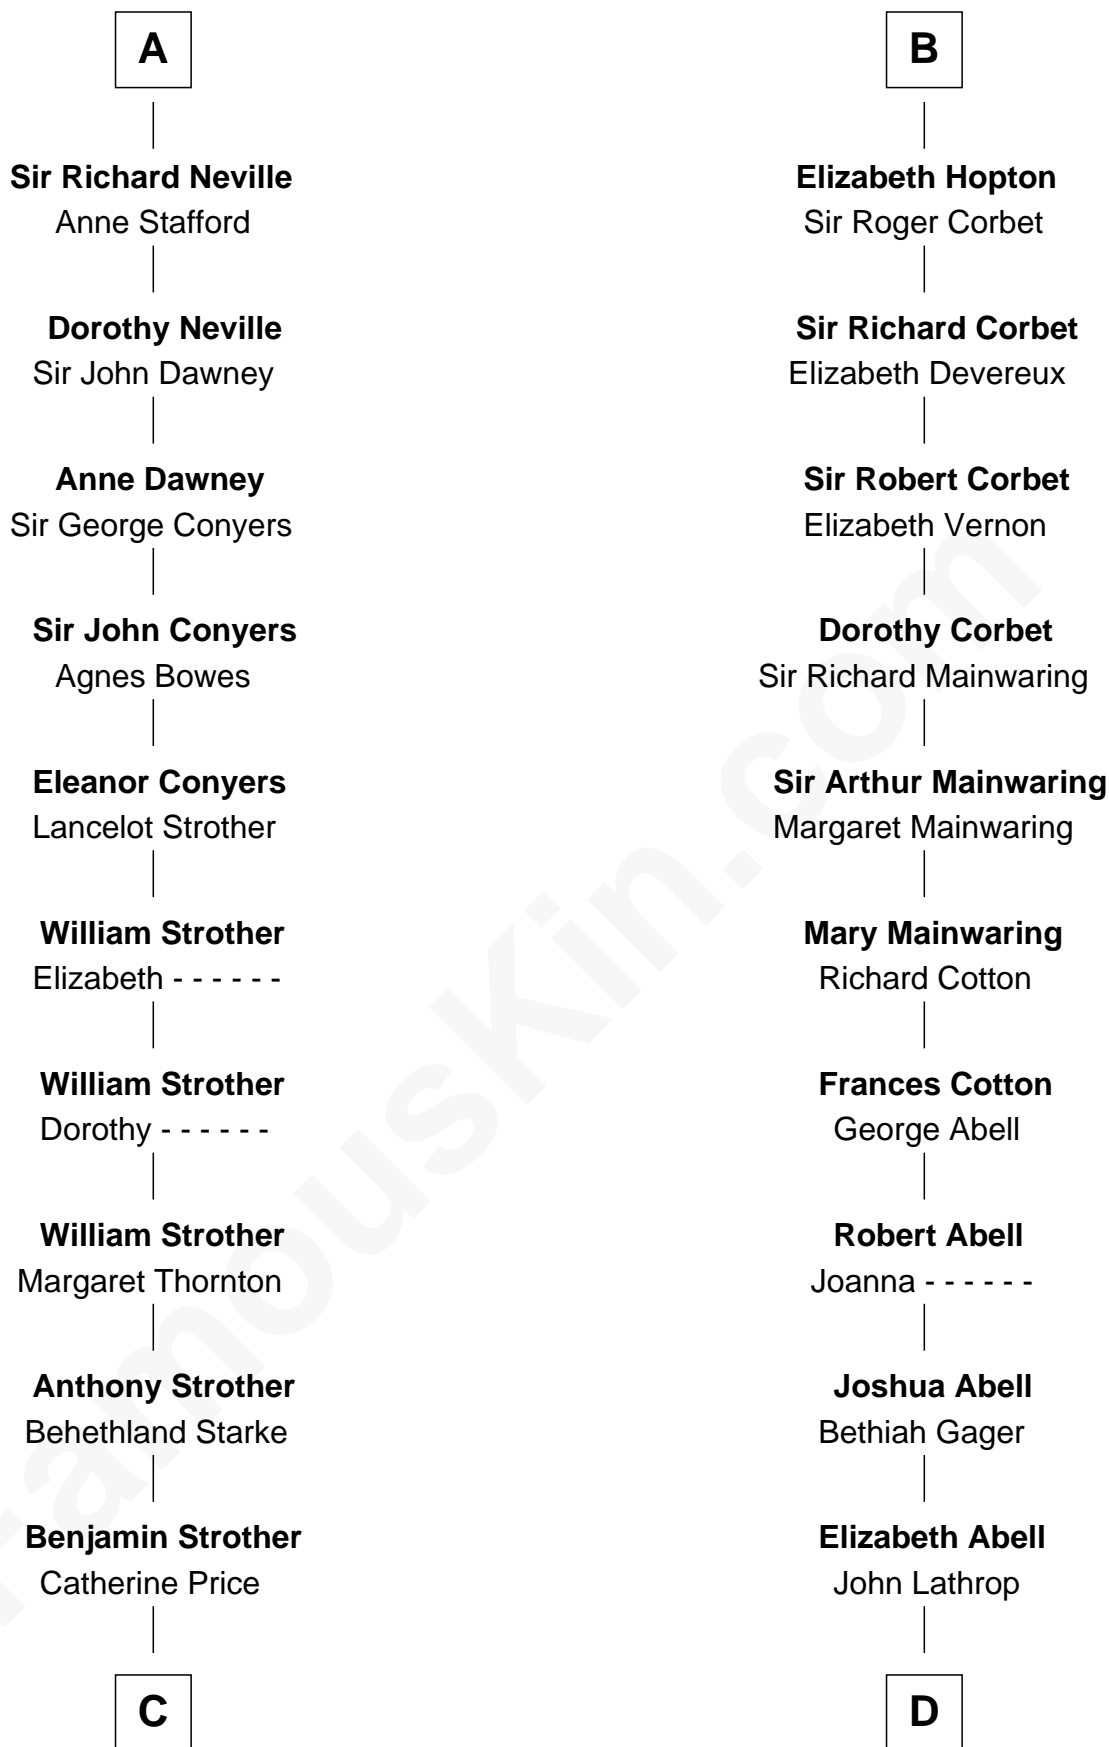 A
Sir Richard Neville
Anne Stafford
Dorothy Neville
Sir John Dawney
Anne Dawney
Sir George Conyers
Sir John Conyers
Agnes Bowes
Eleanor Conyers
Lancelot Strother
William Strother
Elizabeth - - - - - -
William Strother
Dorothy - - - - - -
William Strother
Margaret Thornton
Anthony Strother
Behethland Starke
Benjamin Strother
Catherine Price
C
B
Elizabeth Hopton
Sir Roger Corbet
Sir Richard Corbet
Elizabeth Devereux
Sir Robert Corbet
Elizabeth Vernon
Dorothy Corbet
Sir Richard Mainwaring
Sir Arthur Mainwaring
Margaret Mainwaring
Mary Mainwaring
Richard Cotton
Frances Cotton
George Abell
Robert Abell
Joanna - - - - - -
Joshua Abell
Bethiah Gager
Elizabeth Abell
John Lathrop
D
FamousKin.com